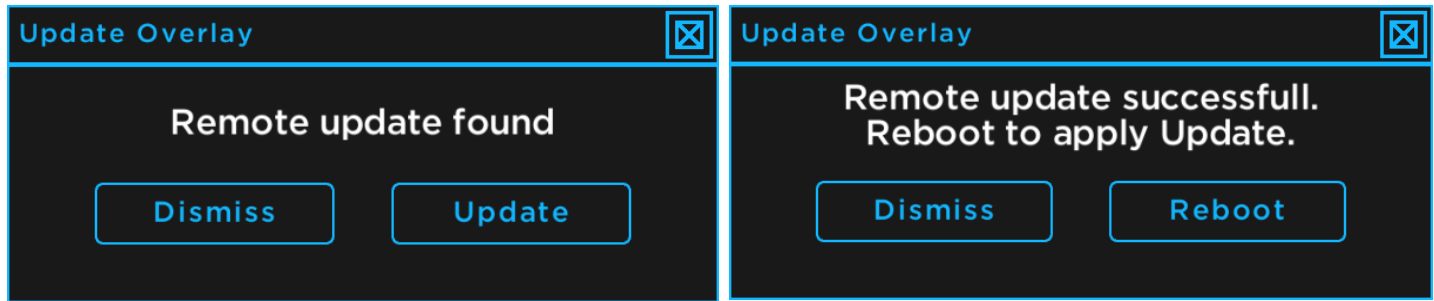 Update Overlay
Remote update found
Dismiss
Update
Update Overlay
Remote update successfull.
Reboot to apply Update.
Dismiss
Reboot